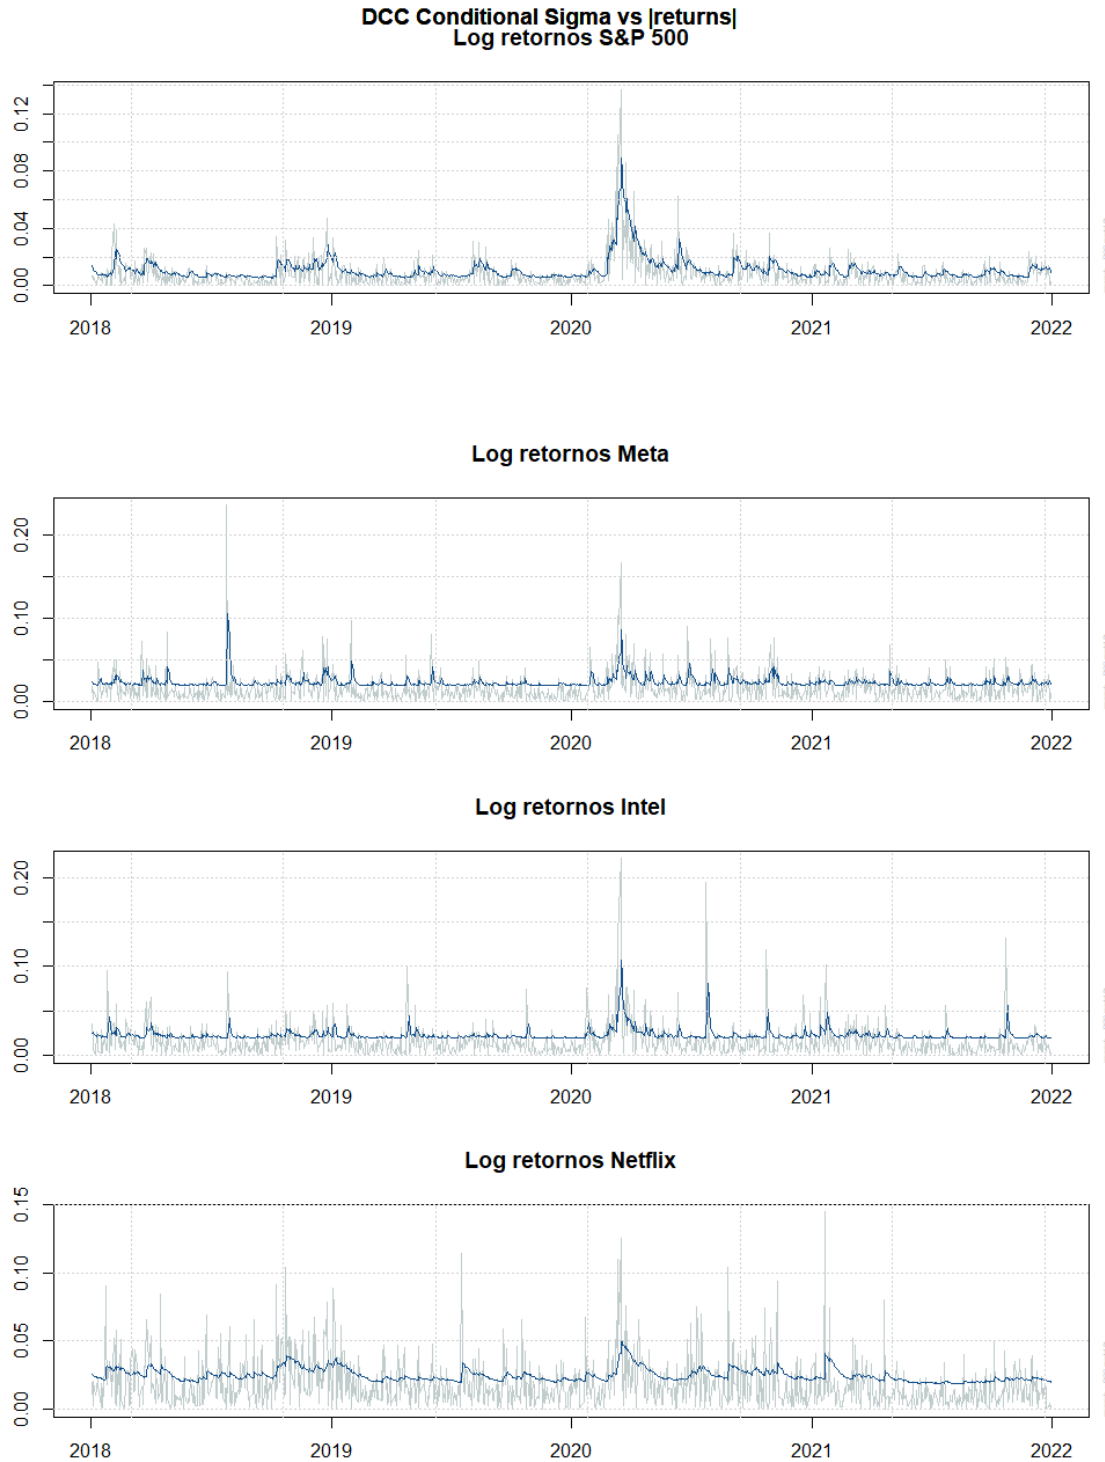 DCC Conditional Sigma vs |returns|
Log retornos S&P 500
0.12
0.08
0.04
0.00
2018 2019 2020 2021 2022
Log retornos Meta
0.20
0.10
0.00
2018 2019 2020 2021 2022
Log retornos Intel
0.20
0.10
0.00
2018 2019 2020 2021 2022
Log retornos Netflix
0.15
0.10
0.05
0.00
2018 2019 2020 2021 2022